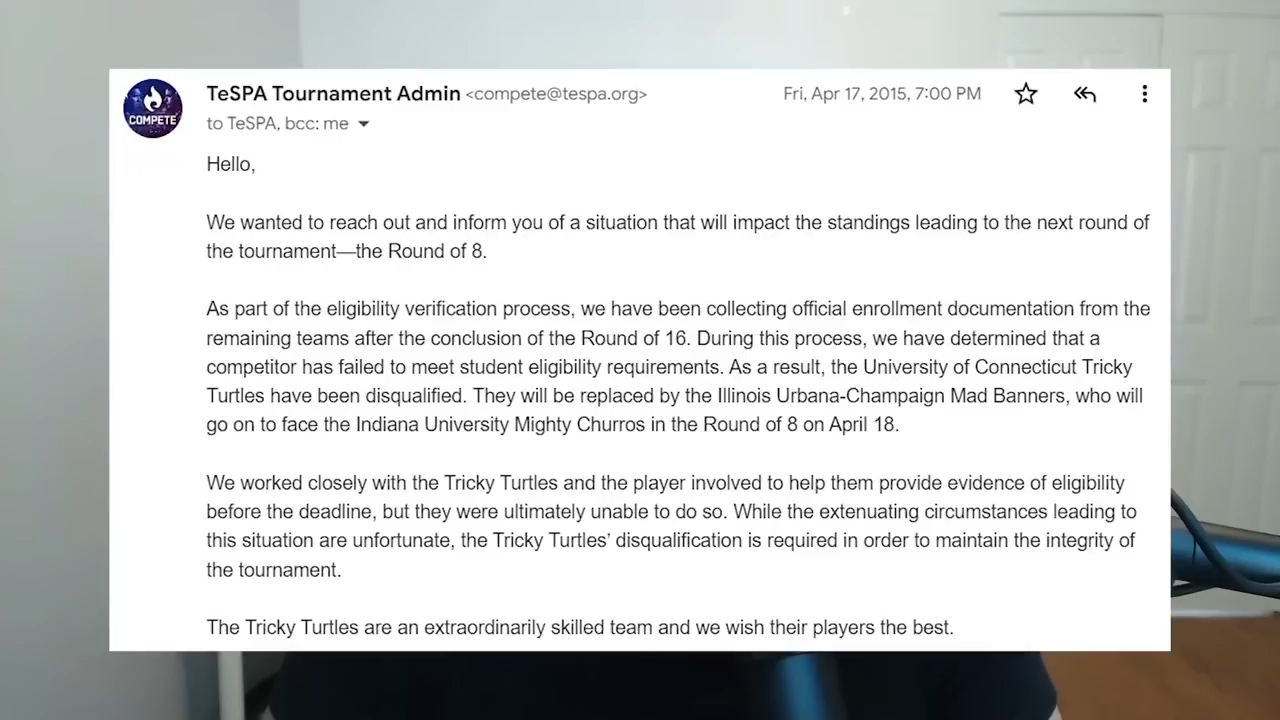 TeSPA Tournament Admin <compete@tespa.org>
Fri, Apr 17, 2015, 7:00 PM
COMPETE
to TeSPA, bcc: me
Hello,
We wanted to reach out and inform you of a situation that will impact the standings leading to the next round of
the tournament—the Round of 8.
As part of the eligibility verification process, we have been collecting official enrollment documentation from the
remaining teams after the conclusion of the Round of 16. During this process, we have determined that a
competitor has failed to meet student eligibility requirements. As a result, the University of Connecticut Tricky
Turtles have been disqualified. They will be replaced by the Illinois Urbana-Champaign Mad Banners, who will
go on to face the Indiana University Mighty Churros in the Round of 8 on April 18.
We worked closely with the Tricky Turtles and the player involved to help them provide evidence of eligibility
before the deadline, but they were ultimately unable to do so. While the extenuating circumstances leading to
this situation are unfortunate, the Tricky Turtles’ disqualification is required in order to maintain the integrity of
the tournament.
The Tricky Turtles are an extraordinarily skilled team and we wish their players the best.